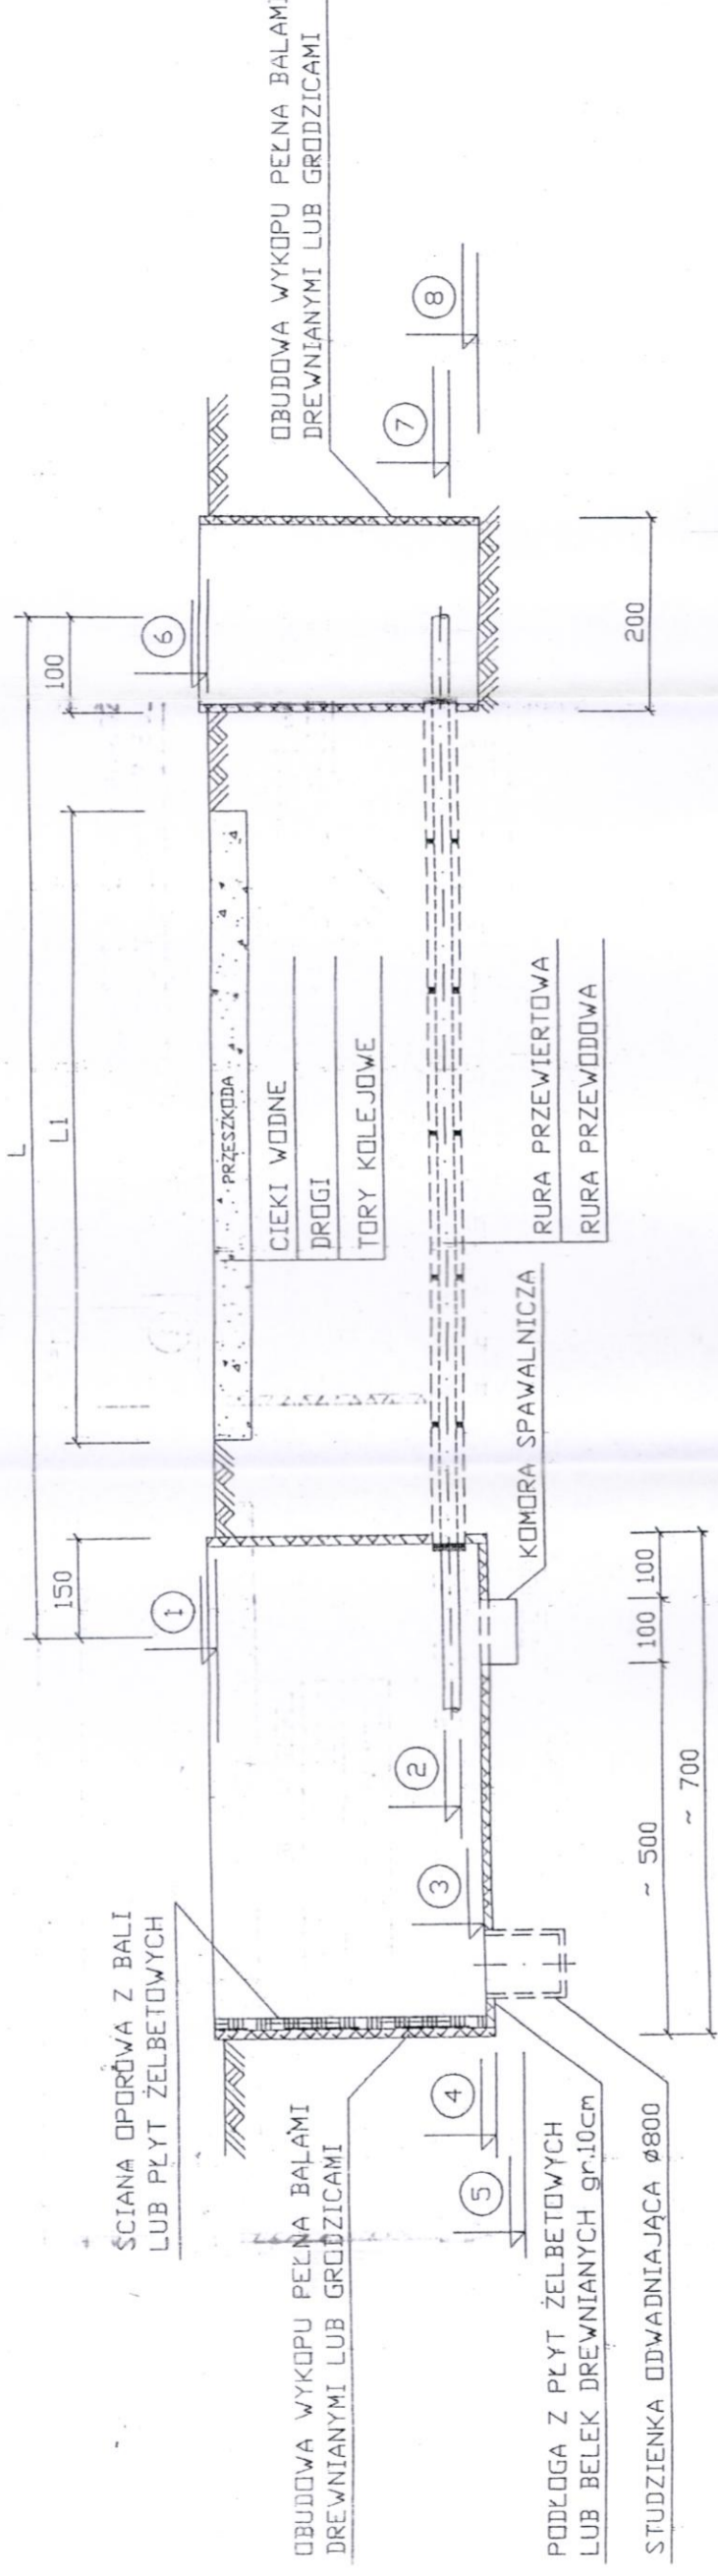 L
L1
150
100
1
6
ŚCIANA OPOROWA Z BALI
LUB PŁYT ŻELBETOWYCH
OBUDOWA WYKOPU PEŁNA BALAMI
DREWNIANYMI LUB GRODZICAMI
PRZESZKODA
CIEKI WODNE
DROGI
TORY KOLEJOWE
OBUDOWA WYKOPU PEŁNA BALAMI
DREWNIANYMI LUB GRODZICAMI
2
3
4
5
7
8
KOMORA SPAWALNICZA
RURA PRZEWIERTOWA
RURA PRZEWODOWA
PODŁOGA Z PŁYT ŻELBETOWYCH
LUB BELEK DREWNIANYCH gr.10cm
STUDZIENKA ODWADNIAJĄCA ø800
~ 500
100
100
~ 700
200